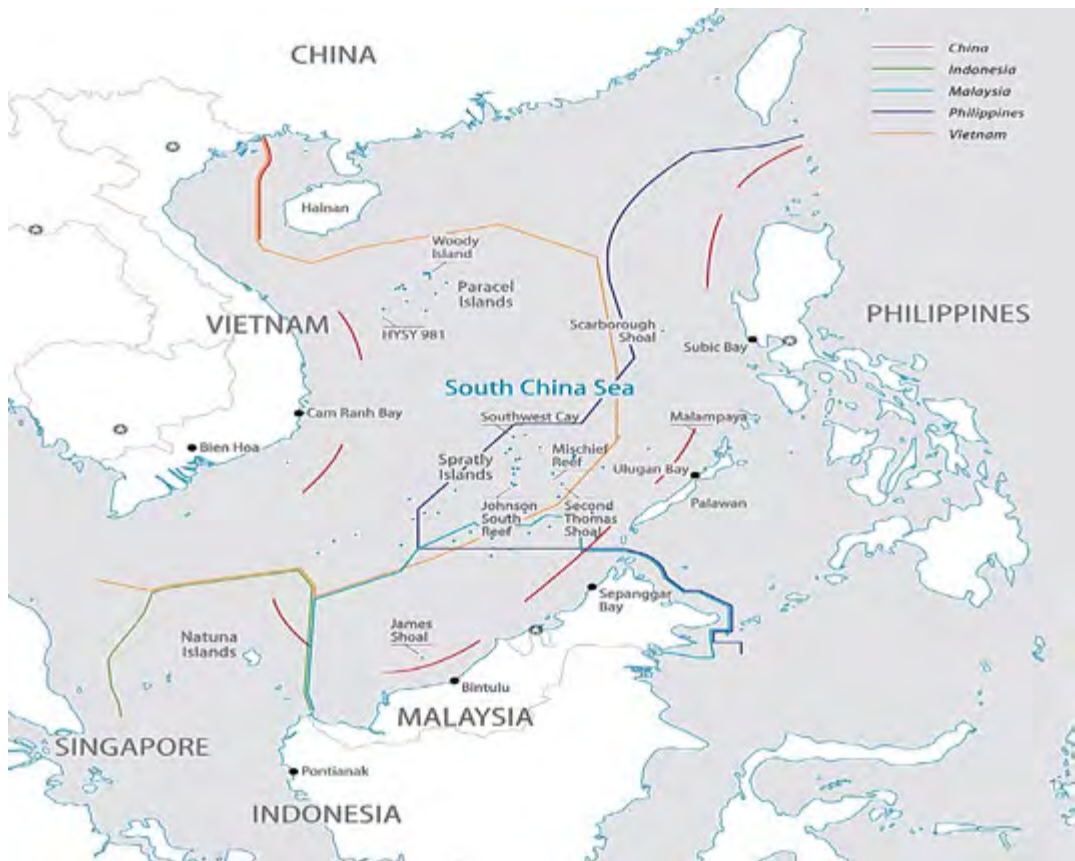 CHINA
China
Indonesia
Malaysia
Philippines
Vietnam
Hainan
Woody
Island
Paracel
Islands
HYSY 981
VIETNAM
Scarborough
Shoal
PHILIPPINES
Subic Bay
South China Sea
Cam Ranh Bay
Southwest Cay
Malampaya
Bien Hoa
Spratly
Islands
Mischief
Reef
Ulugan Bay
Palawan
Johnson
South
Reef
Second
Thomas
Shoal
Sepanggar
Bay
James
Shoal
Natuna
Islands
Bintulu
MALAYSIA
SINGAPORE
Pontianak
INDONESIA